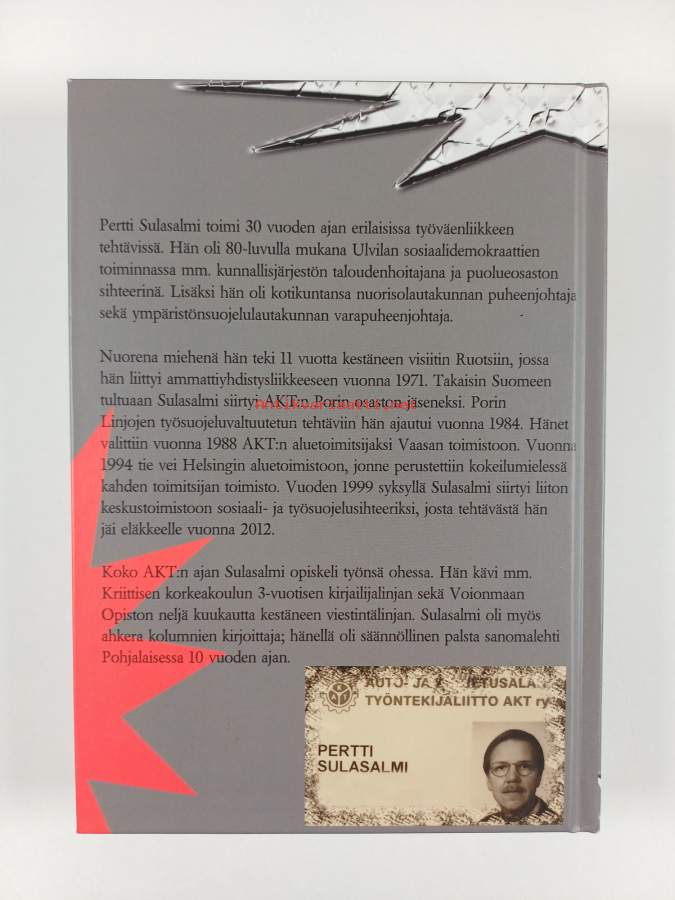 Pertti Sulasalmi toimi 30 vuoden ajan erilaisissa työväenliikkeen
tehtävissä. Hän oli 80-luvulla mukana Ulvilan sosiaalidemokraattien
toiminnassa mm. kunnallisjärjestön taloudenhoitajana ja puolueosaston
sihteerinä. Lisäksi hän oli kotikuntansa nuorisolautakunnan puheenjohtaja
sekä ympäristönsuojelulautakunnan varapuheenjohtaja.
Nuorena miehenä hän teki 11 vuotta kestäneen visiitin Ruotsiin, jossa
hän liittyi ammattiyhdistysliikkeeseen vuonna 1971. Takaisin Suomeen
tultuaan Sulasalmi siirtyi AKT:n Porin osaston jäseneksi. Porin
Antikvariaatti.net
Linjojen työsuojeluvaltuutetun tehtäviin hän ajautui vuonna 1984. Hänet
valittiin vuonna 1988 AKT:n aluetoimitsijaksi Vaasan toimistoon. Vuonna
1994 tie vei Helsingin aluetoimistoon, jonne perustettiin kokeilumielessä
kahden toimitsijan toimisto. Vuoden 1999 syksyllä Sulasalmi siirtyi liiton
keskustoimistoon sosiaali- ja työsuojelusihteeriksi, josta tehtävästä hän
jäi eläkkeelle vuonna 2012.
Koko AKT:n ajan Sulasalmi opiskeli työnsä ohessa. Hän kävi mm.
Kriittisen korkeakoulun 3-vuotisen kirjailijalinjan sekä Voionmaan
Opiston neljä kuukautta kestäneen viestintälinjan. Sulasalmi oli myös
ahkera kolumnien kirjoittaja; hänellä oli säännöllinen palsta sanomalehti
Pohjalaisessa 10 vuoden ajan.
AUTO- JA
TYÖNTEKIJÄLIITTO AKT ry
PERTTI
SULASALMI